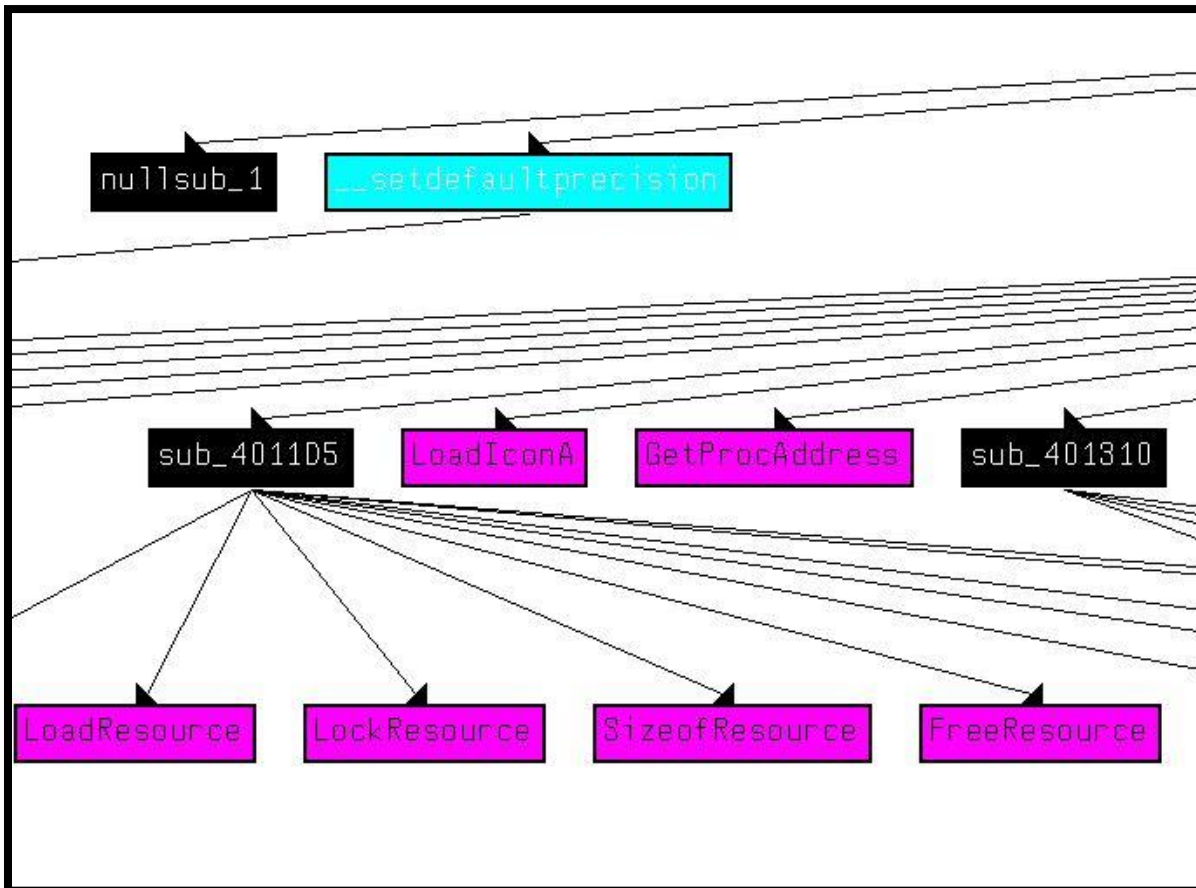 nullsub_1
__setdefaultprecision
sub_4011D5
LoadIconA
GetProcAddress
sub_401310
LoadResource
LockResource
SizeofResource
FreeResource